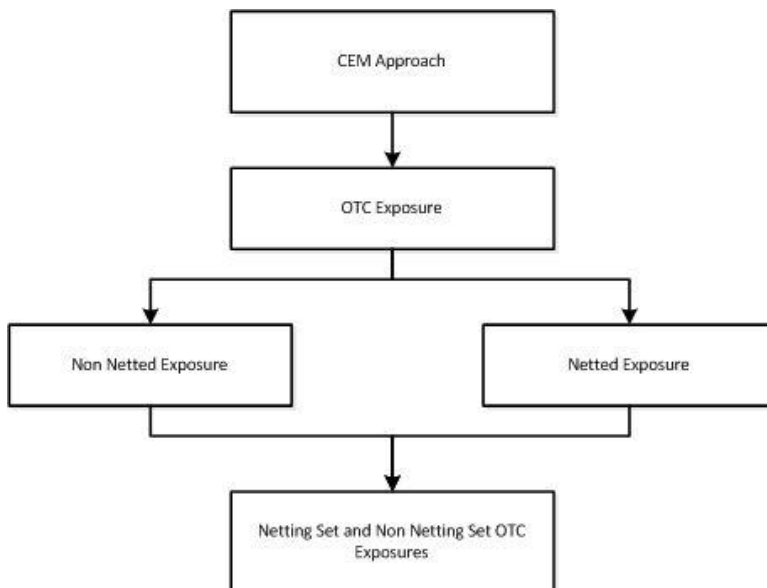 CEM Approach
OTC Exposure
Non Netted Exposure
Netted Exposure
Netting Set and Non Netting Set OTC
Exposures